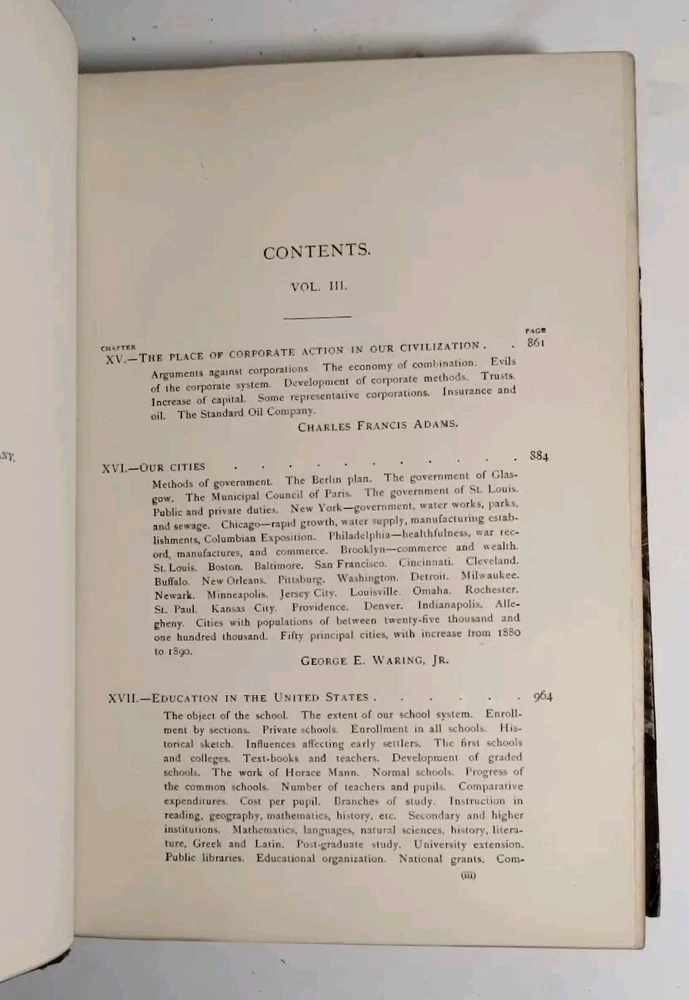 NY.
CONTENTS.
VOL. III.
CHAPTER PAGE
XV.—THE PLACE OF CORPORATE ACTION IN OUR CIVILIZATION . . 861
Arguments against corporations. The economy of combination. Evils
of the corporate system. Development of corporate methods. Trusts.
Increase of capital. Some representative corporations. Insurance and
oil. The Standard Oil Company.
CHARLES FRANCIS ADAMS.
XVI.—OUR CITIES . . . . . . . . . . . 884
Methods of government. The Berlin plan. The government of Glas-
gow. The Municipal Council of Paris. The government of St. Louis.
Public and private duties. New York—government, water works, parks,
and sewage. Chicago—rapid growth, water supply, manufacturing estab-
lishments, Columbian Exposition. Philadelphia—healthfulness, war rec-
ord, manufactures, and commerce. Brooklyn—commerce and wealth.
St. Louis. Boston. Baltimore. San Francisco. Cincinnati. Cleveland.
Buffalo. New Orleans. Pittsburg. Washington. Detroit. Milwaukee.
Newark. Minneapolis. Jersey City. Louisville. Omaha. Rochester.
St. Paul. Kansas City. Providence. Denver. Indianapolis. Alle-
gheny. Cities with populations of between twenty-five thousand and
one hundred thousand. Fifty principal cities, with increase from 1880
to 1890.
GEORGE E. WARING, JR.
XVII.—EDUCATION IN THE UNITED STATES . . . . . . 964
The object of the school. The extent of our school system. Enroll-
ment by sections. Private schools. Enrollment in all schools. His-
torical sketch. Influences affecting early settlers. The first schools
and colleges. Text-books and teachers. Development of graded
schools. The work of Horace Mann. Normal schools. Progress of
the common schools. Number of teachers and pupils. Comparative
expenditures. Cost per pupil. Branches of study. Instruction in
reading, geography, mathematics, history, etc. Secondary and higher
institutions. Mathematics, languages, natural sciences, history, litera-
ture, Greek and Latin. Post-graduate study. University extension.
Public libraries. Educational organization. National grants. Com-
(iii)